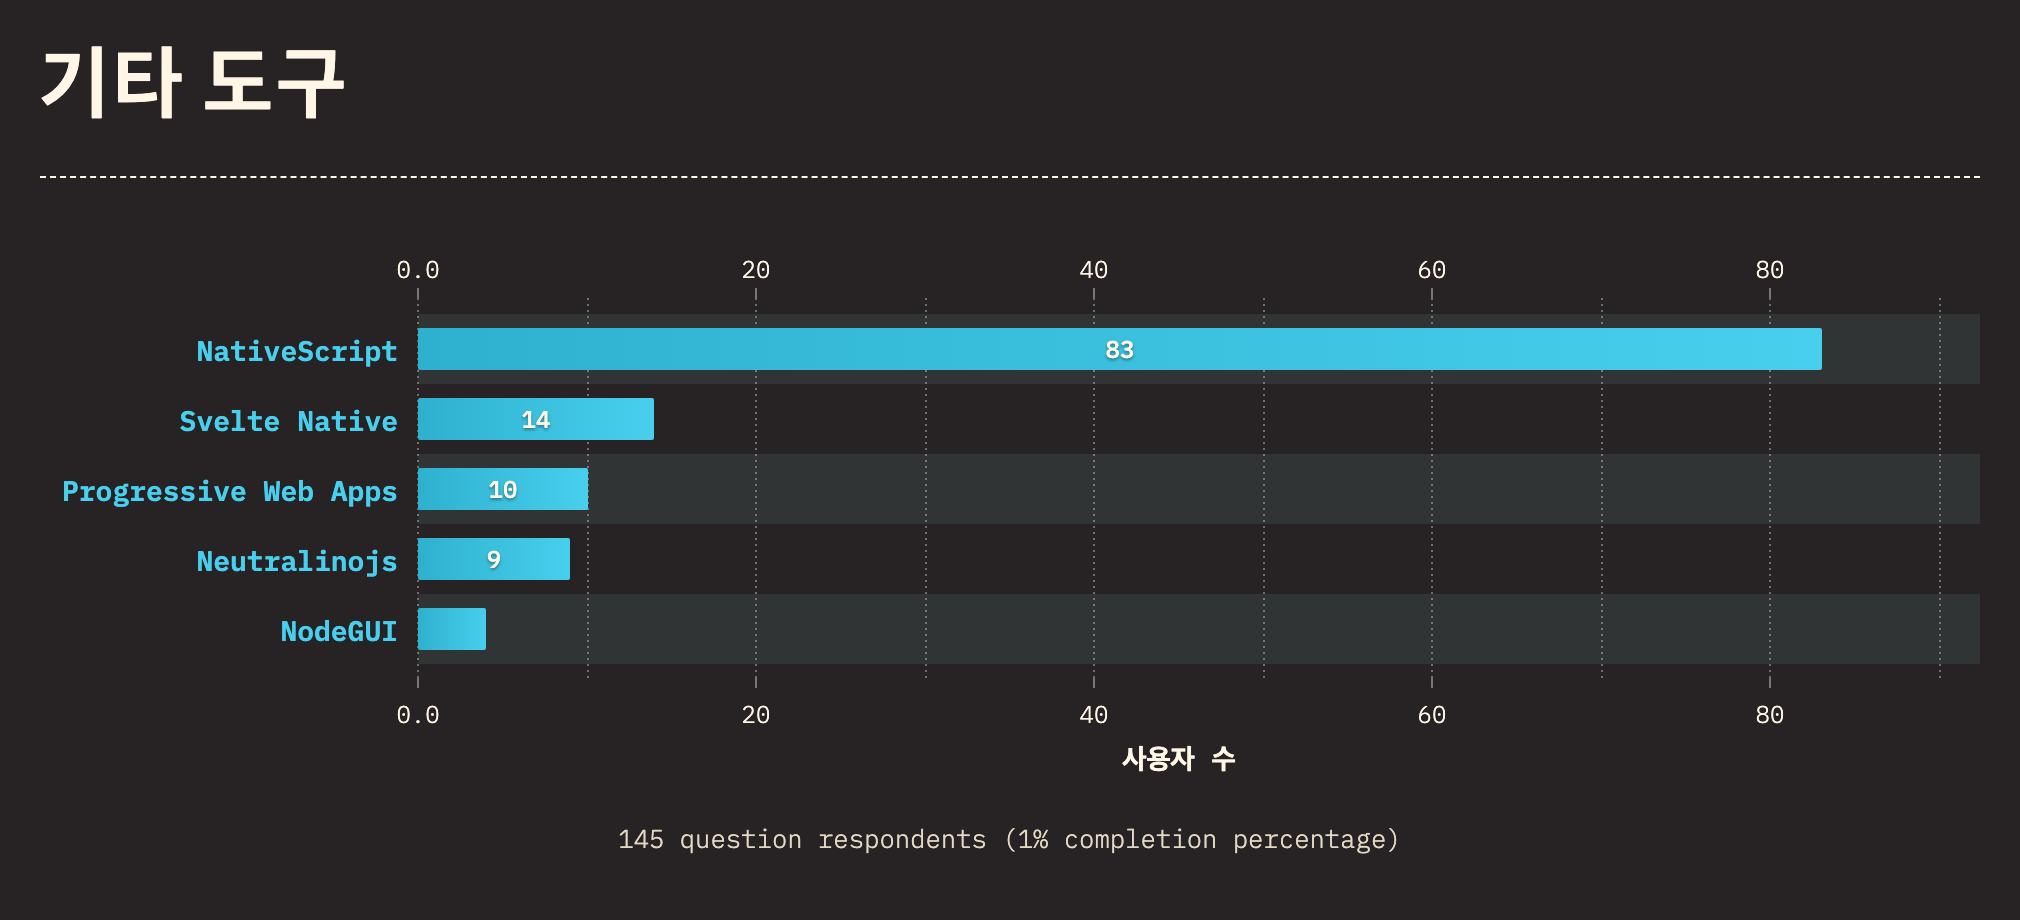 기타 도구
0.0 20 40 60 80
NativeScript 83
Svelte Native 14
Progressive Web Apps 10
Neutralinojs 9
NodeGUI
0.0 20 40 60 80
사용자 수
145 question respondents (1% completion percentage)